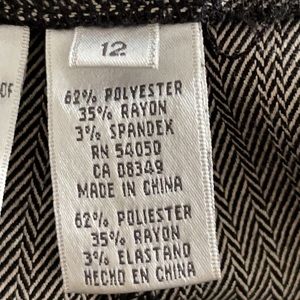 12
OF
62% POLYESTER
35% RAYON
3% SPANDEX
RN 54050
CA 08349
MADE IN CHINA
62% POLIESTER
35% RAYON
3% ELASTANO
HECHO EN CHINA